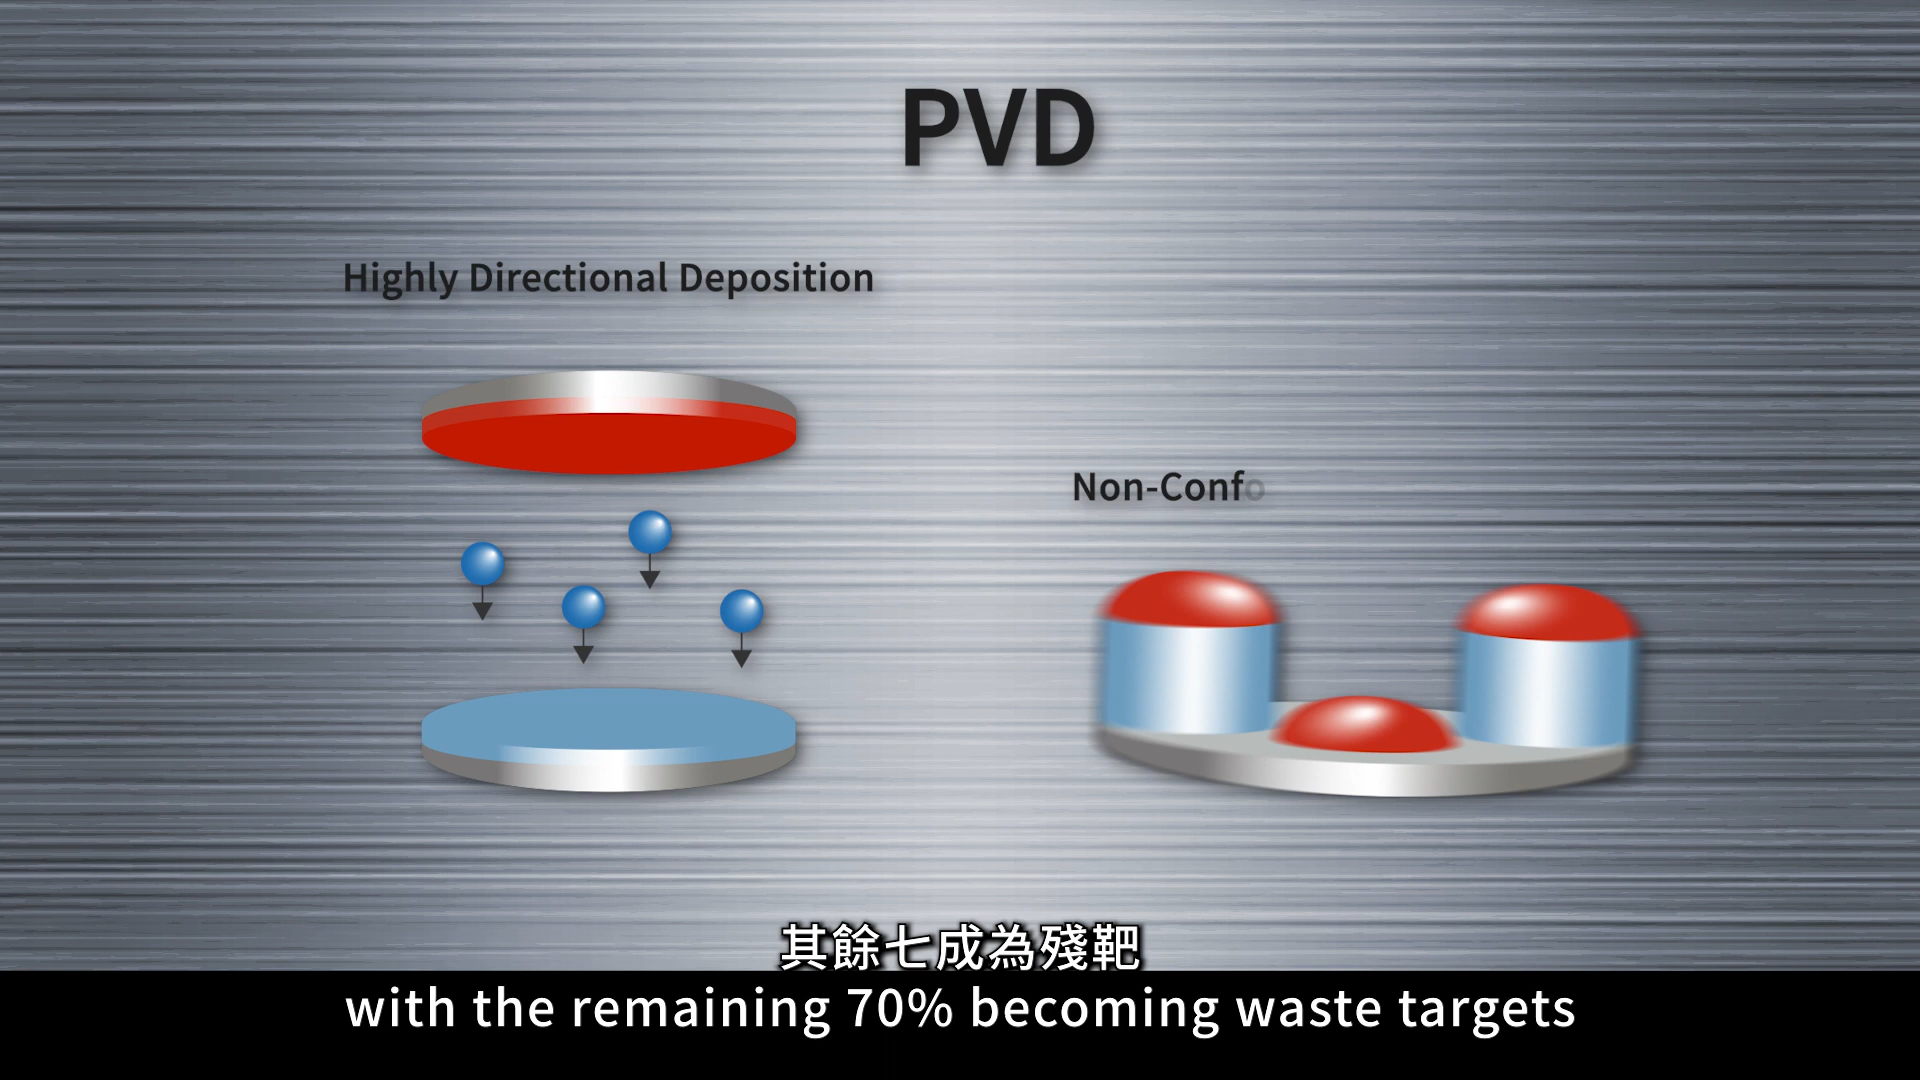 PVD
Highly Directional Deposition
Non-Confo
其餘七成為殘靶
with the remaining 70% becoming waste targets